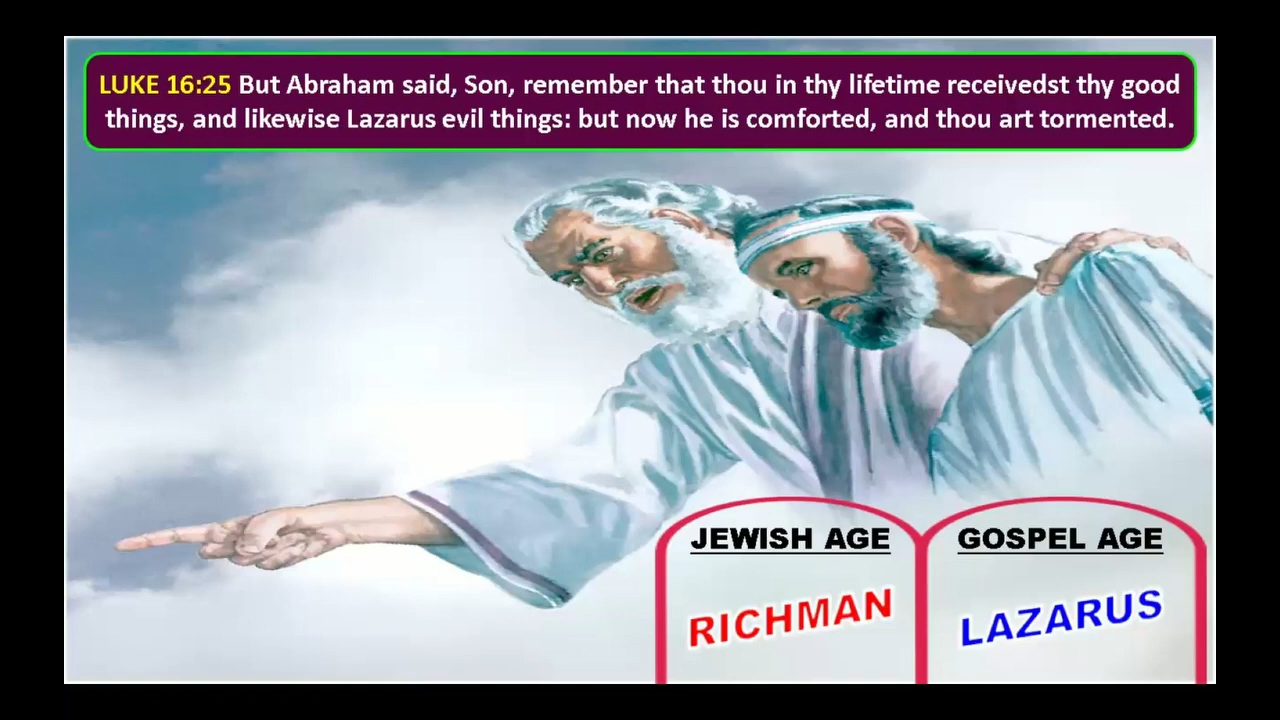 LUKE 16:25 But Abraham said, Son, remember that thou in thy lifetime receivedst thy good
things, and likewise Lazarus evil things: but now he is comforted, and thou art tormented.
JEWISH AGE
RICHMAN
GOSPEL AGE
LAZARUS